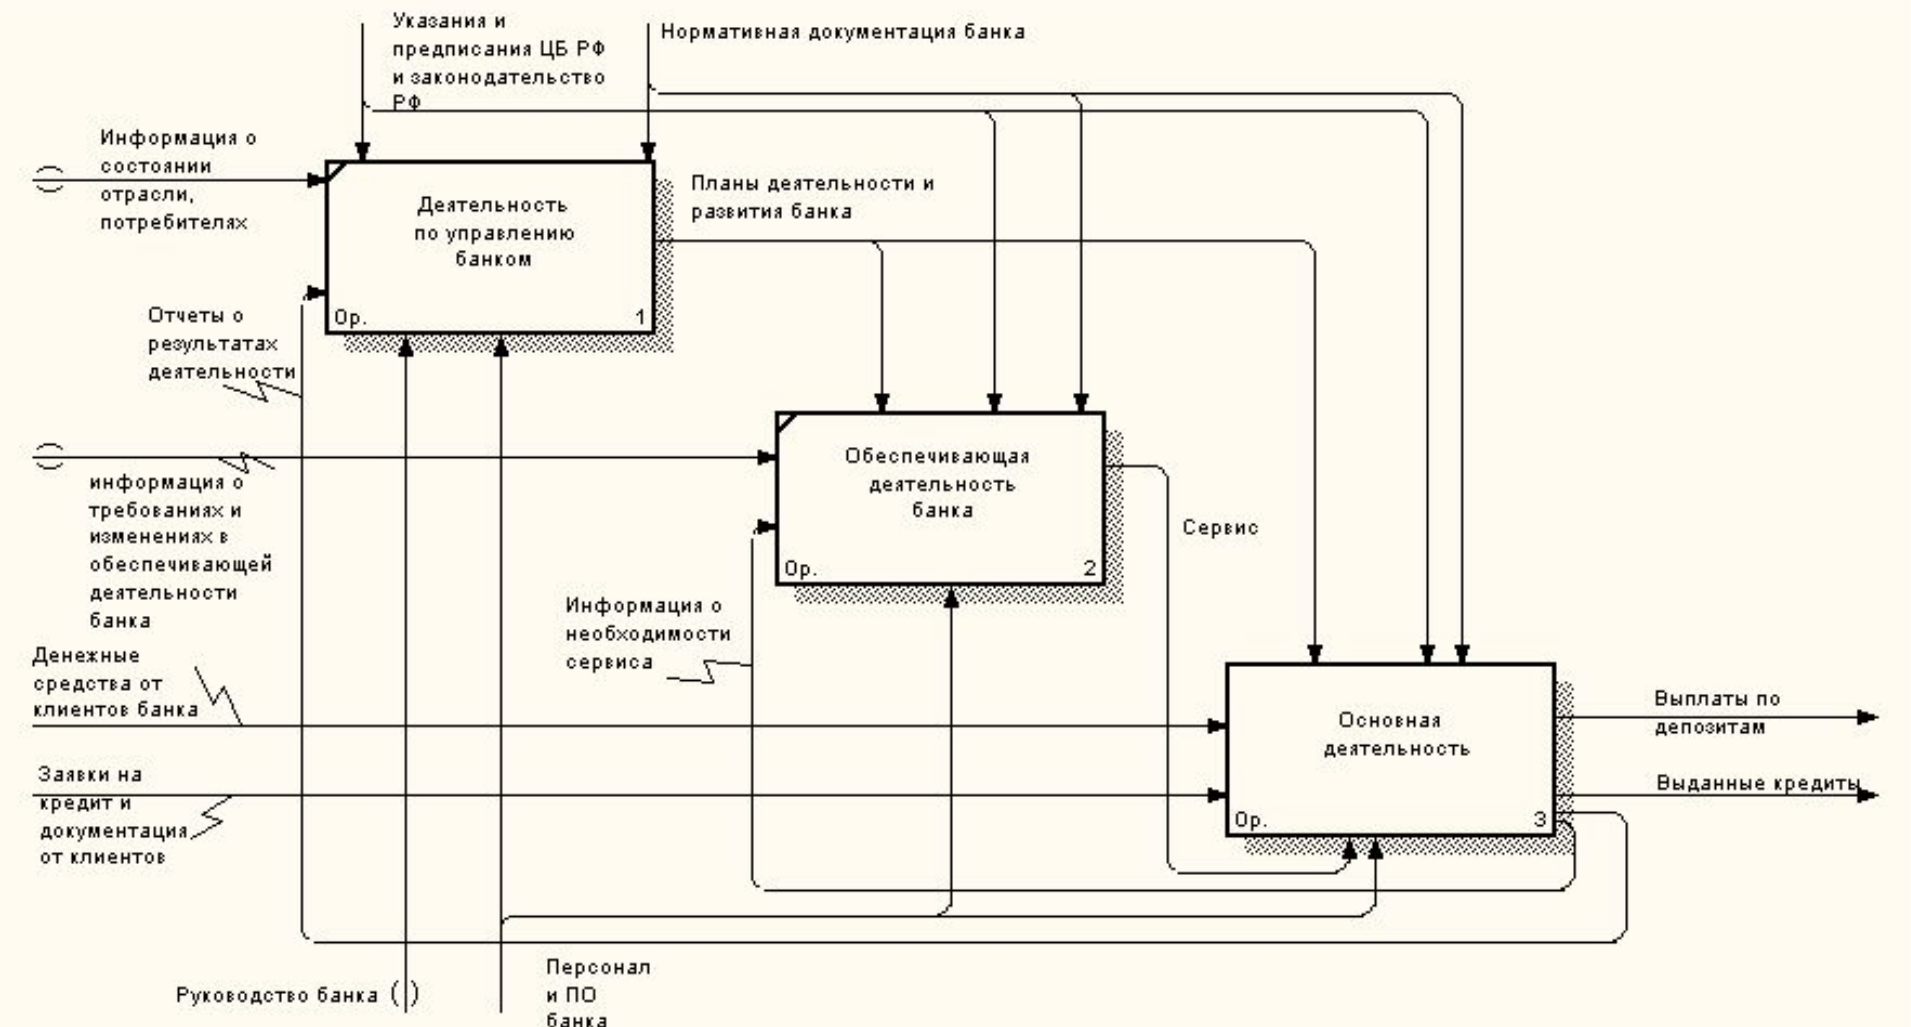 Указания и
предписания ЦБ РФ
и законодательство
РФ
Нормативная документация банка
Информация о
состоянии
отрасли,
потребителях
Деятельность
по управлению
банком
0р.
1
Планы деятельности и
развития банка
Отчеты о
результатах
деятельности
Обеспечивающая
деятельность
банка
0р.
2
информация о
требованиях и
изменениях в
обеспечивающей
деятельности
банка
Сервис
Информация о
необходимости
сервиса
Денежные
средства от
клиентов банка
Основная
деятельность
0р.
3
Выплаты по
депозитам
Выданные кредиты
Заявки на
кредит и
документация
от клиентов
Руководство банка
Персонал
и ПО
банка